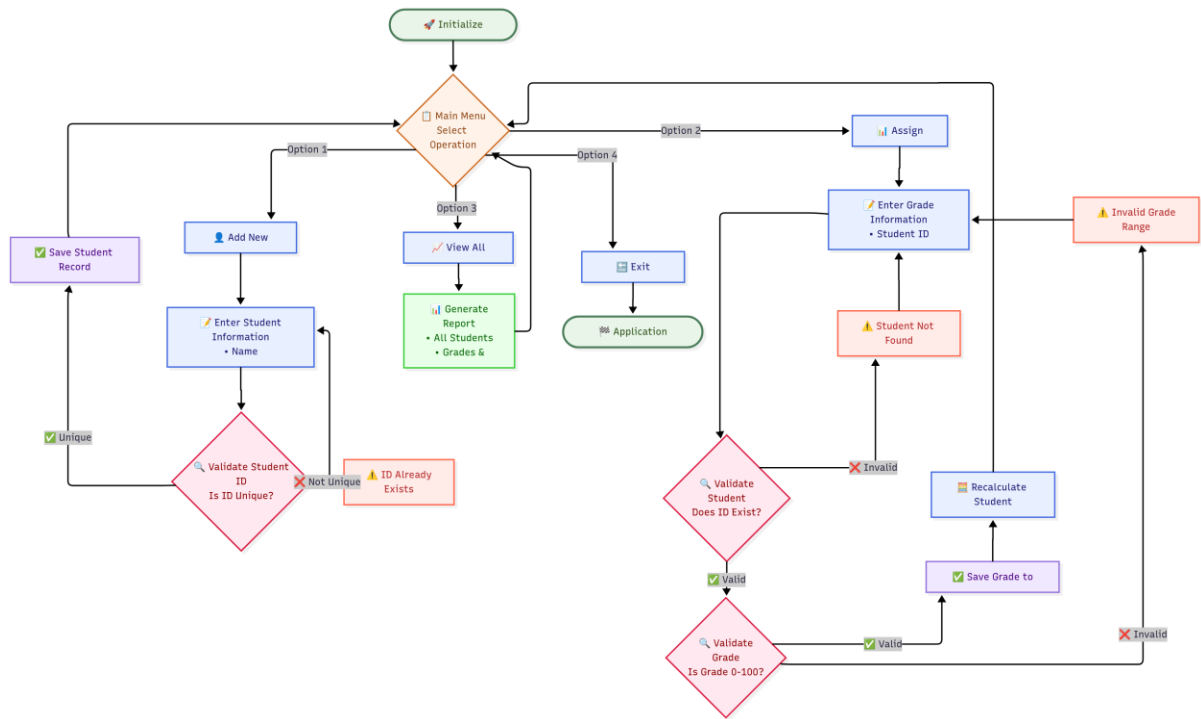 🚀 Initialize
📋 Main Menu
Select
Operation
Option 1
Option 2
Option 3
Option 4
👤 Add New
📝 Enter Student
Information
• Name
🔍 Validate Student
ID
Is ID Unique?
✅ Unique
✅ Save Student
Record
❌ Not Unique
⚠️ ID Already
Exists
📈 View All
📊 Generate
Report
• All Students
• Grades &
🔚 Exit
🏁 Application
📊 Assign
📝 Enter Grade
Information
• Student ID
⚠️ Invalid Grade
Range
⚠️ Student Not
Found
❌ Invalid
🔍 Validate
Student
Does ID Exist?
✅ Valid
🔍 Validate
Grade
Is Grade 0-100?
✅ Valid
❌ Invalid
✅ Save Grade to
🧮 Recalculate
Student